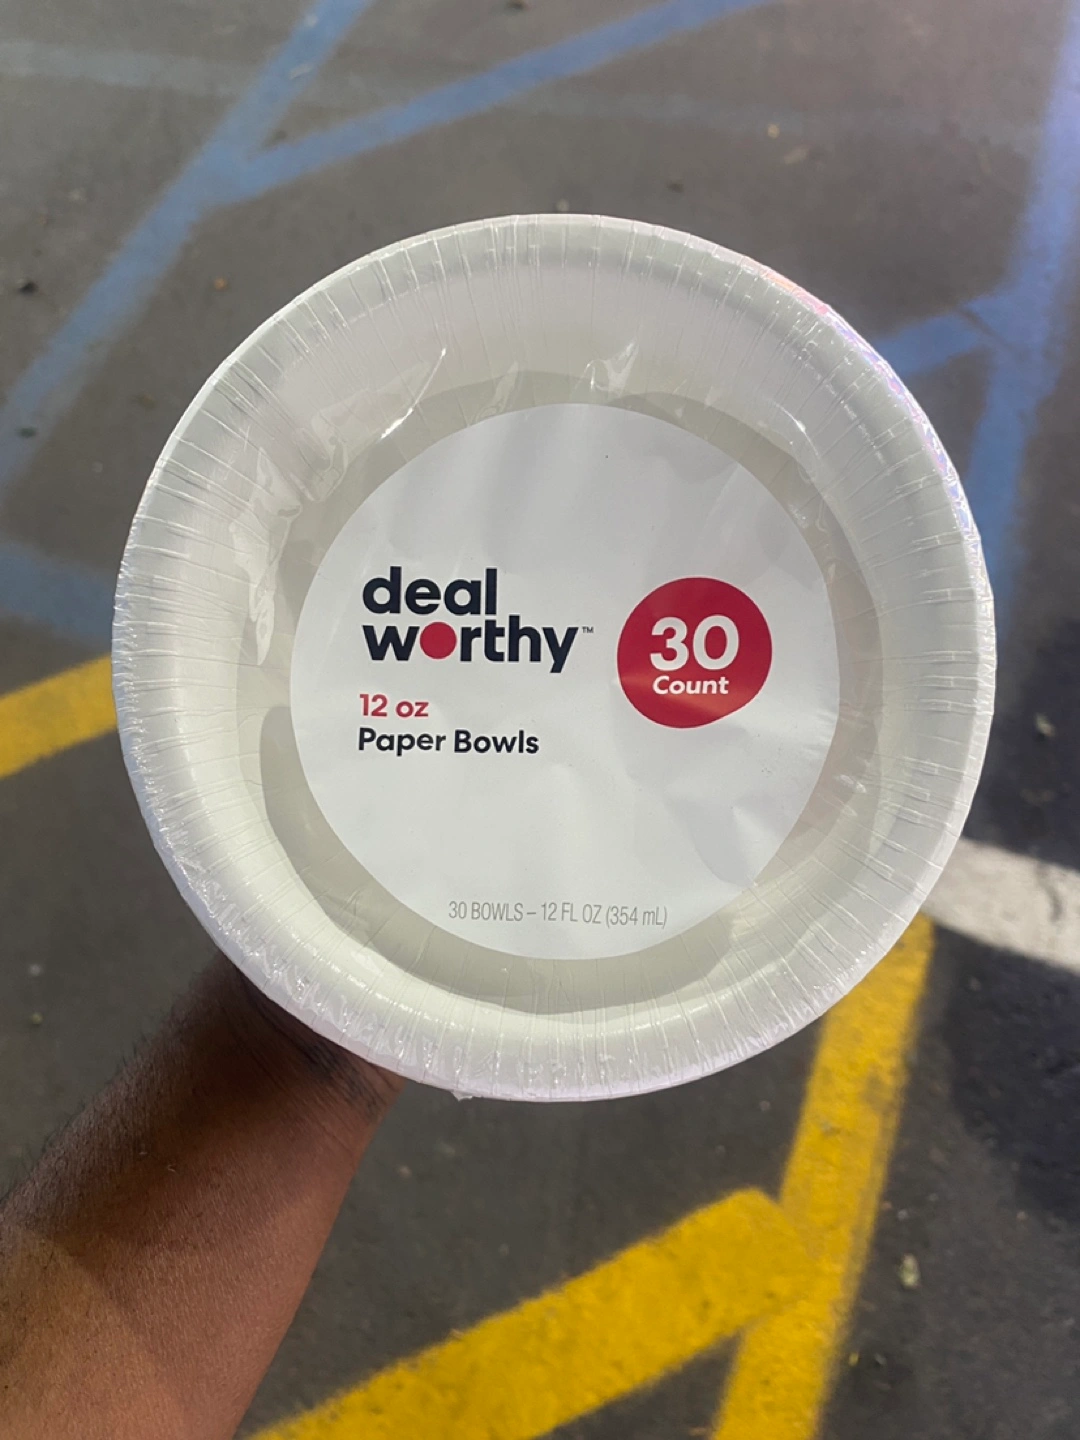 deal
worthy™
30
Count
12 oz
Paper Bowls
30 BOWLS – 12 FL OZ (354 mL)